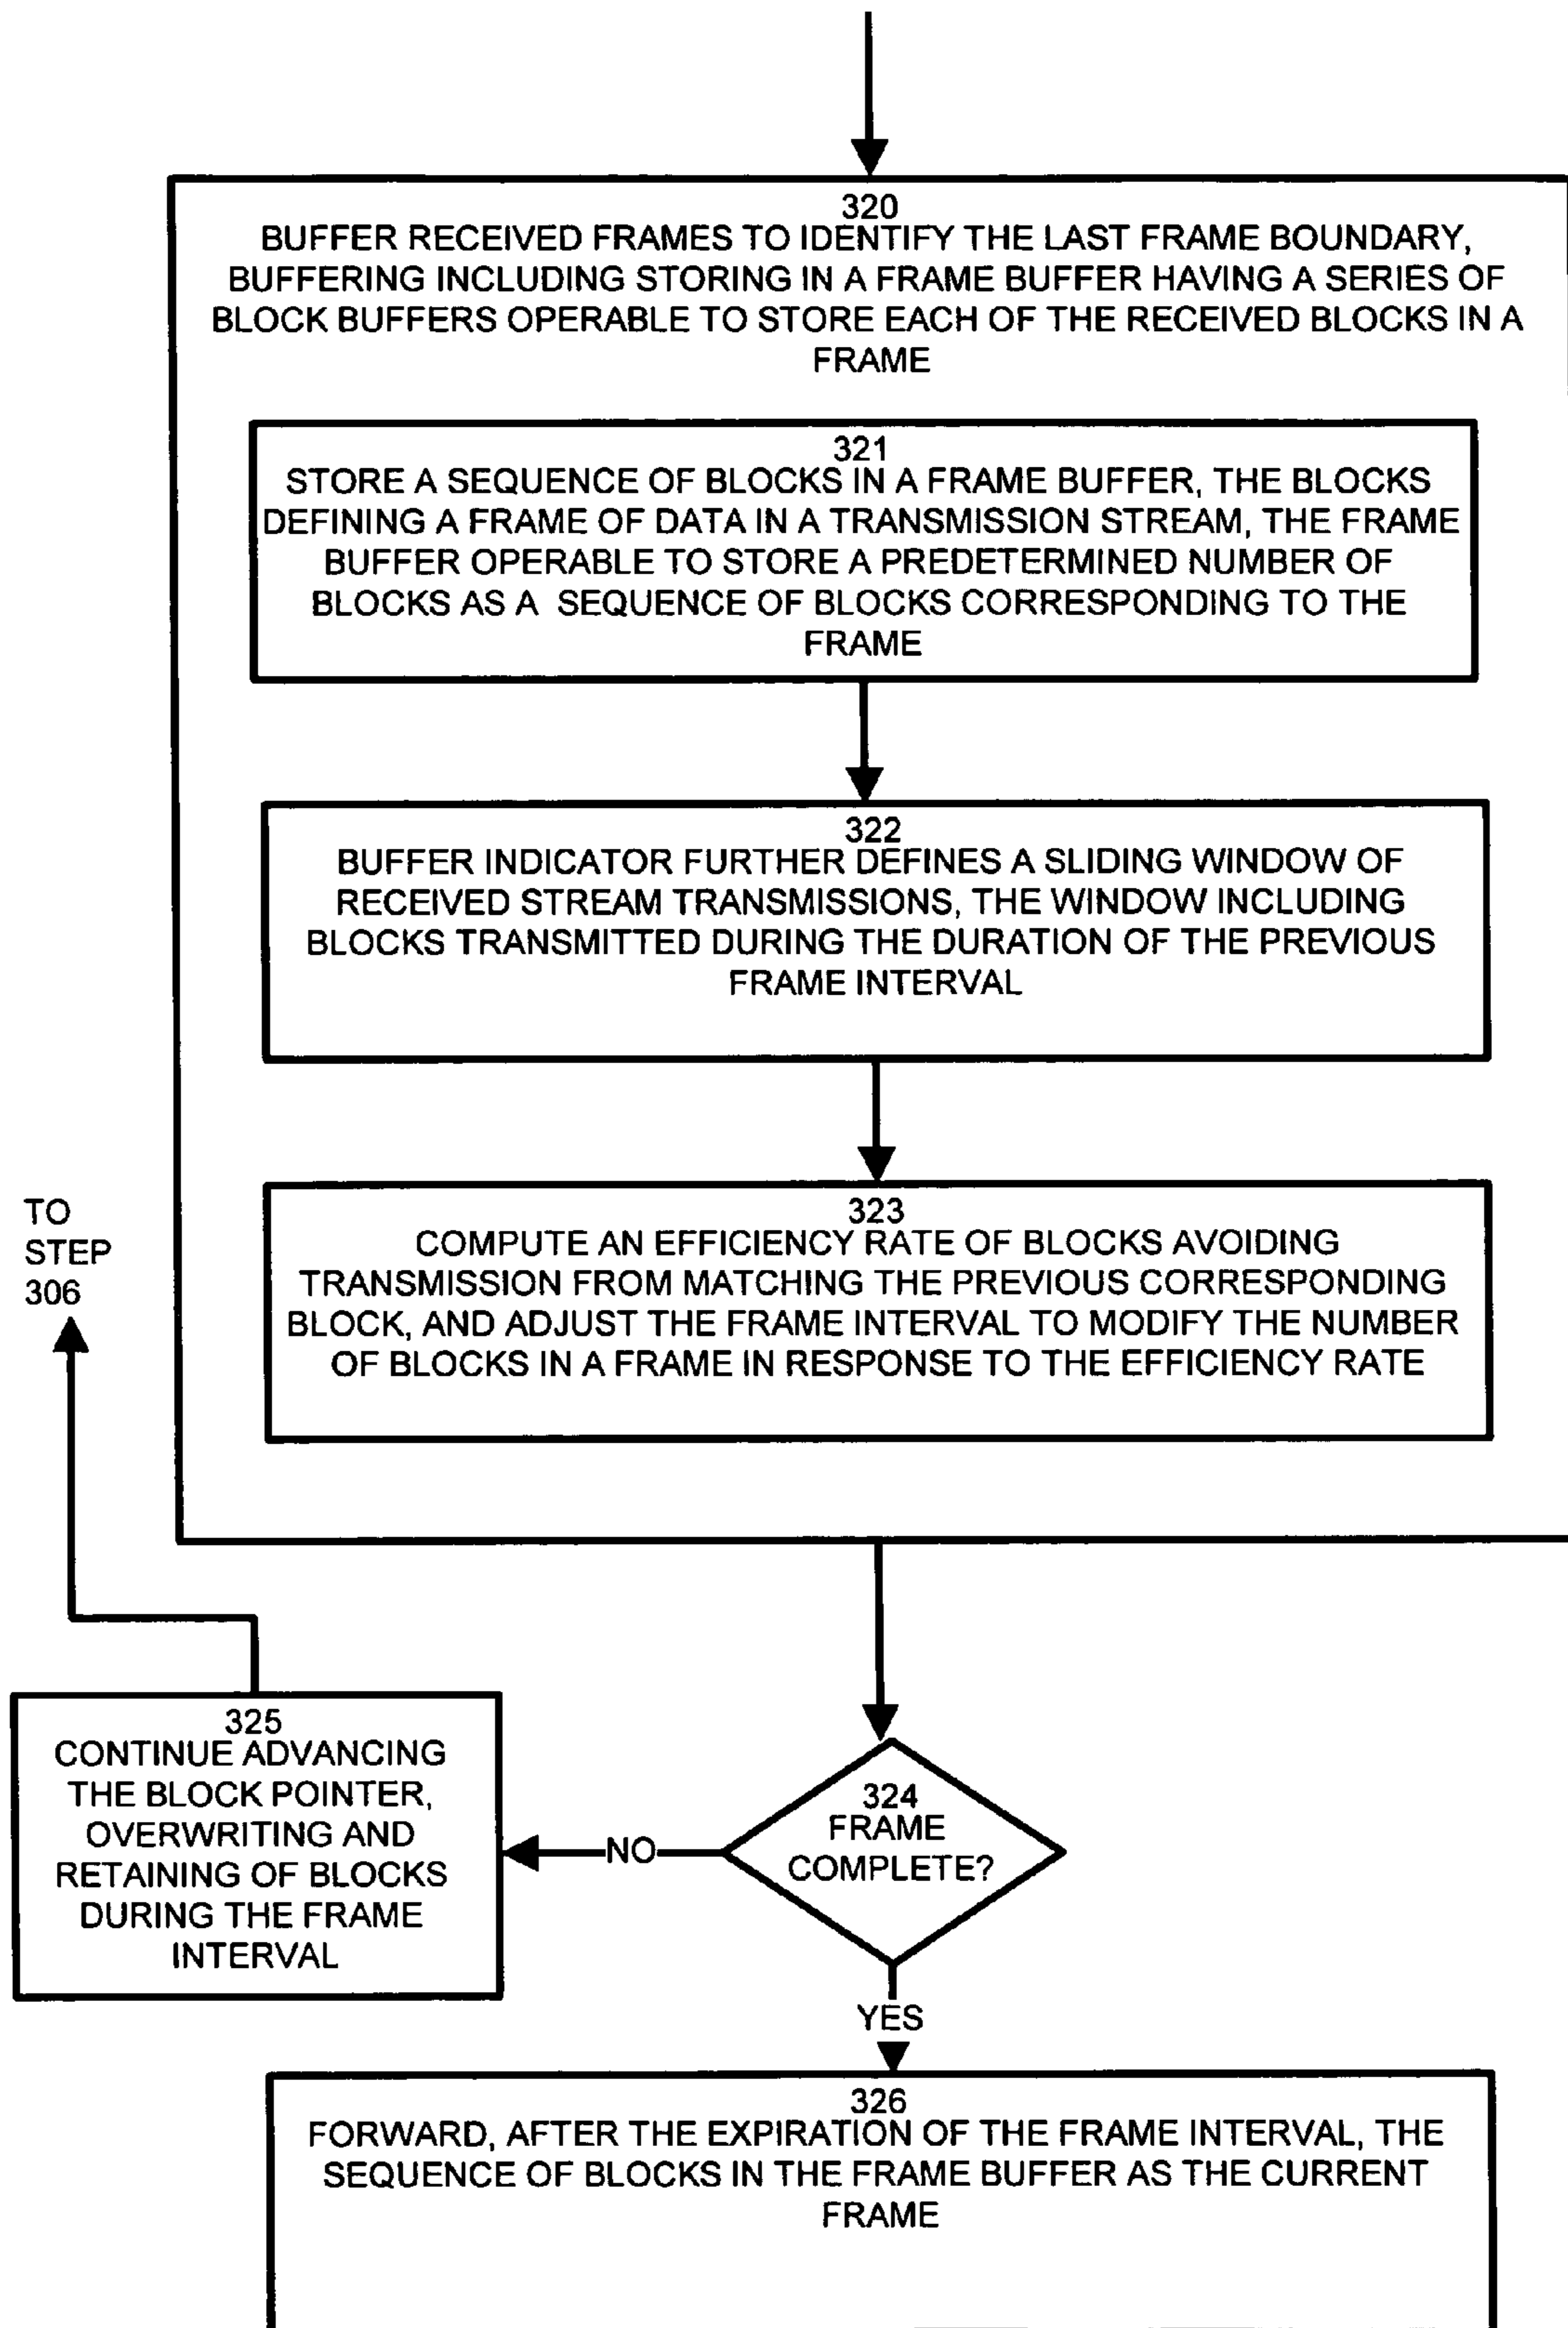 320
BUFFER RECEIVED FRAMES TO IDENTIFY THE LAST FRAME BOUNDARY,
BUFFERING INCLUDING STORING IN A FRAME BUFFER HAVING A SERIES OF
BLOCK BUFFERS OPERABLE TO STORE EACH OF THE RECEIVED BLOCKS IN A
FRAME
321
STORE A SEQUENCE OF BLOCKS IN A FRAME BUFFER, THE BLOCKS
DEFINING A FRAME OF DATA IN A TRANSMISSION STREAM, THE FRAME
BUFFER OPERABLE TO STORE A PREDETERMINED NUMBER OF
BLOCKS AS A SEQUENCE OF BLOCKS CORRESPONDING TO THE
FRAME
322
BUFFER INDICATOR FURTHER DEFINES A SLIDING WINDOW OF
RECEIVED STREAM TRANSMISSIONS, THE WINDOW INCLUDING
BLOCKS TRANSMITTED DURING THE DURATION OF THE PREVIOUS
FRAME INTERVAL
323
COMPUTE AN EFFICIENCY RATE OF BLOCKS AVOIDING
TRANSMISSION FROM MATCHING THE PREVIOUS CORRESPONDING
BLOCK, AND ADJUST THE FRAME INTERVAL TO MODIFY THE NUMBER
OF BLOCKS IN A FRAME IN RESPONSE TO THE EFFICIENCY RATE
TO
STEP
306
325
CONTINUE ADVANCING
THE BLOCK POINTER,
OVERWRITING AND
RETAINING OF BLOCKS
DURING THE FRAME
INTERVAL
324
FRAME
COMPLETE?
NO
YES
326
FORWARD, AFTER THE EXPIRATION OF THE FRAME INTERVAL, THE
SEQUENCE OF BLOCKS IN THE FRAME BUFFER AS THE CURRENT
FRAME